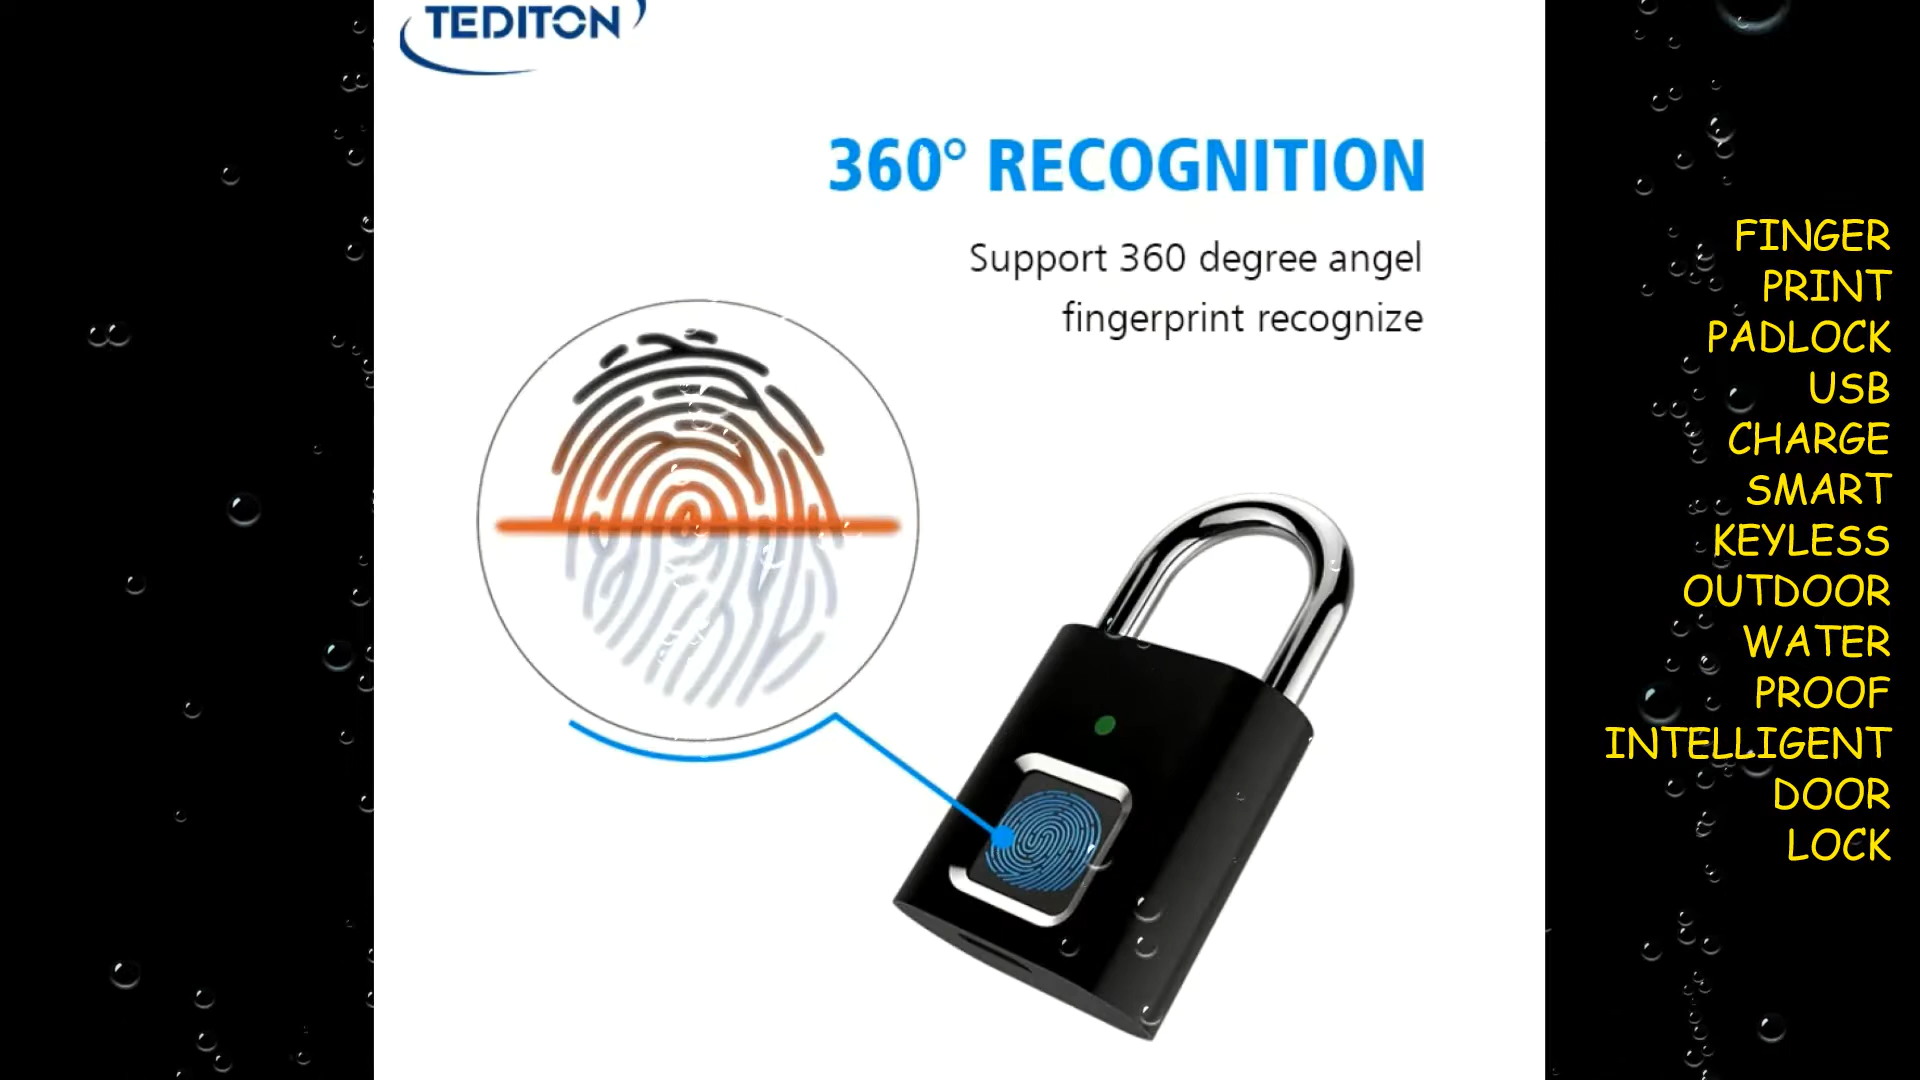 TEDITON
360° RECOGNITION
Support 360 degree angel
fingerprint recognize
FINGER
PRINT
PADLOCK
USB
CHARGE
SMART
KEYLESS
OUTDOOR
WATER
PROOF
INTELLIGENT
DOOR
LOCK